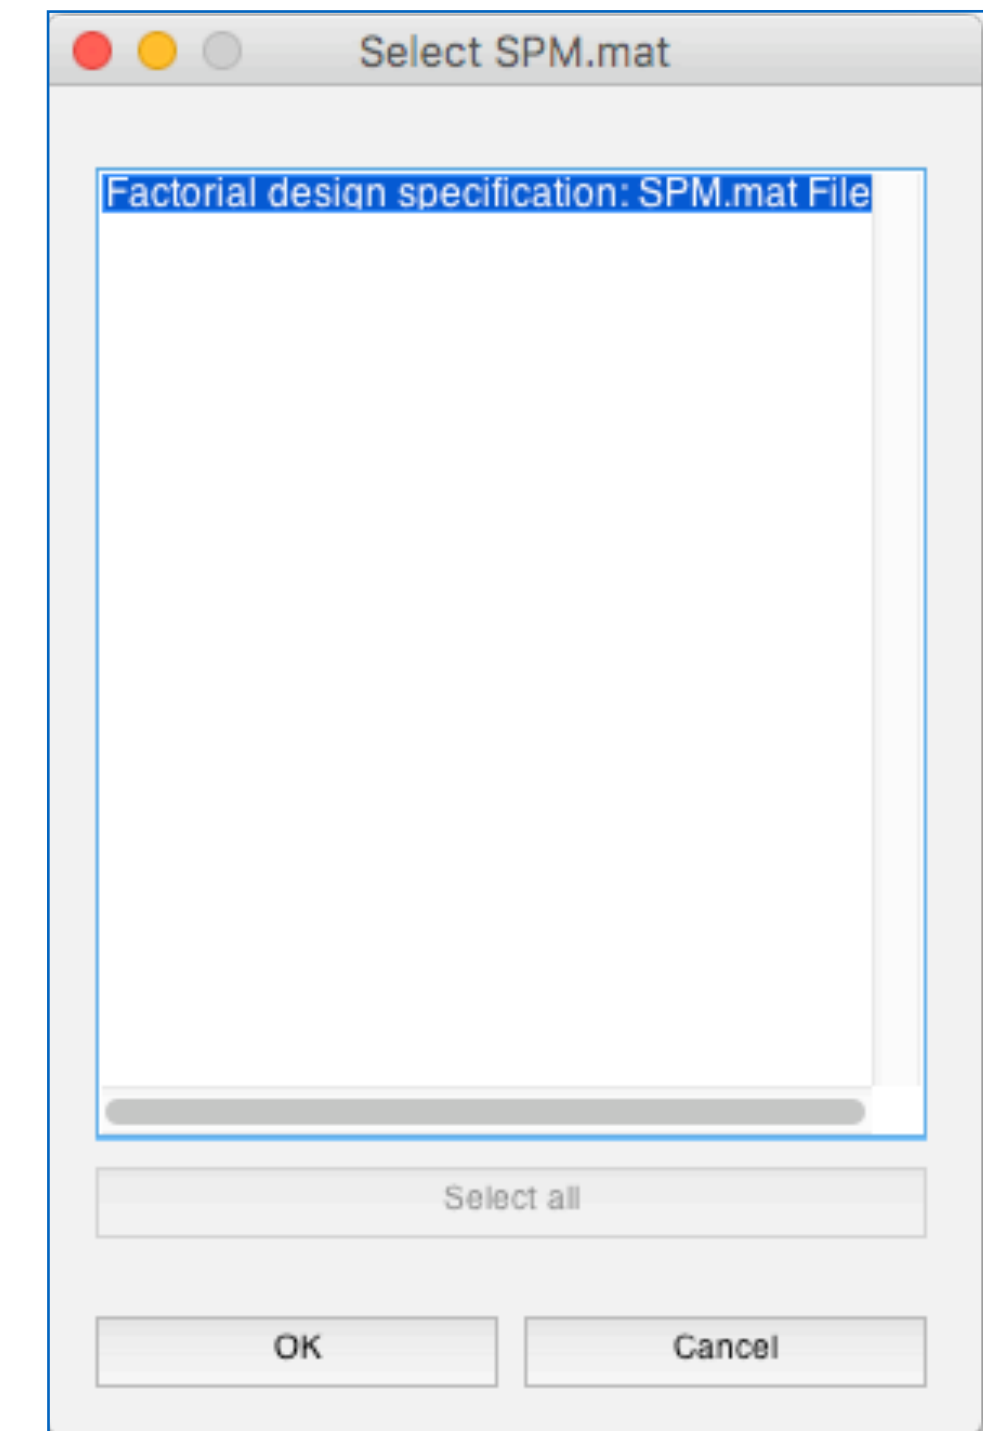 Select SPM.mat
Factorial design specification: SPM.mat File
Select all
OK
Cancel